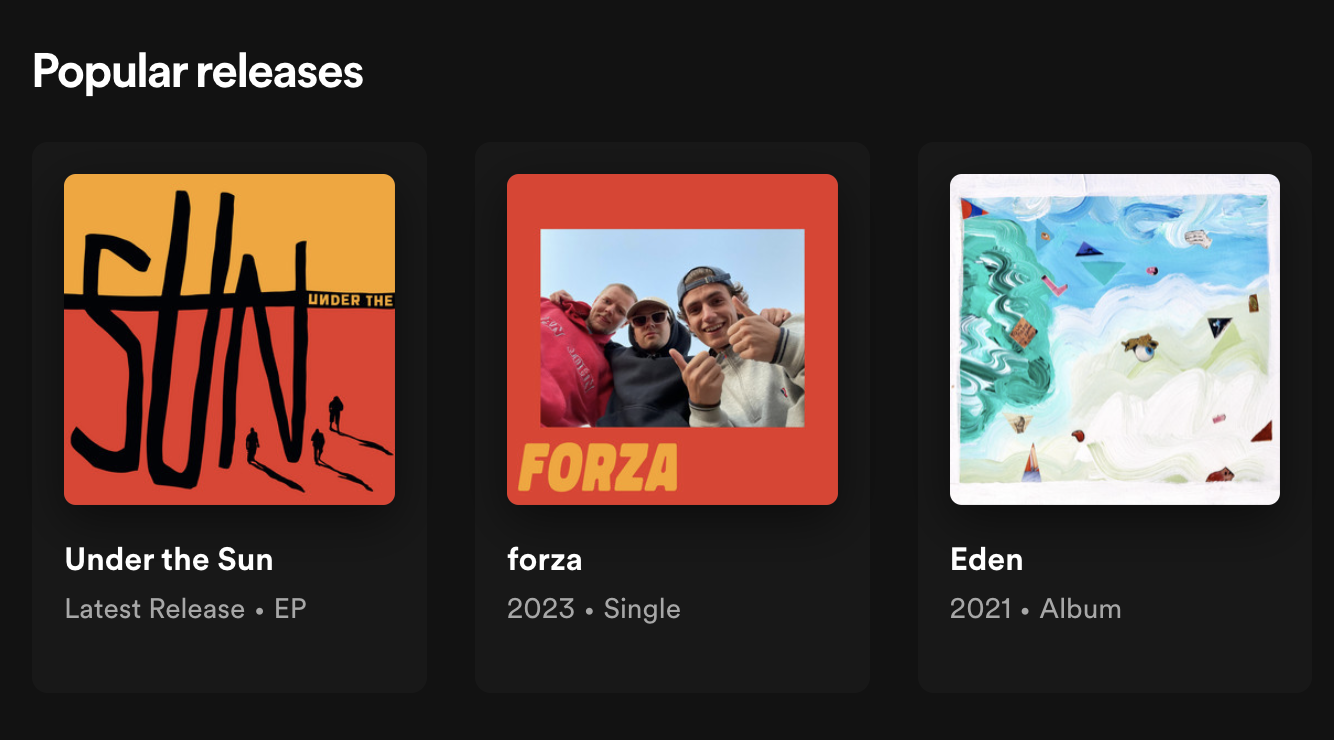 Popular releases
SUN
UNDER THE
FORZA
Under the Sun
Latest Release • EP
forza
2023 • Single
Eden
2021 • Album